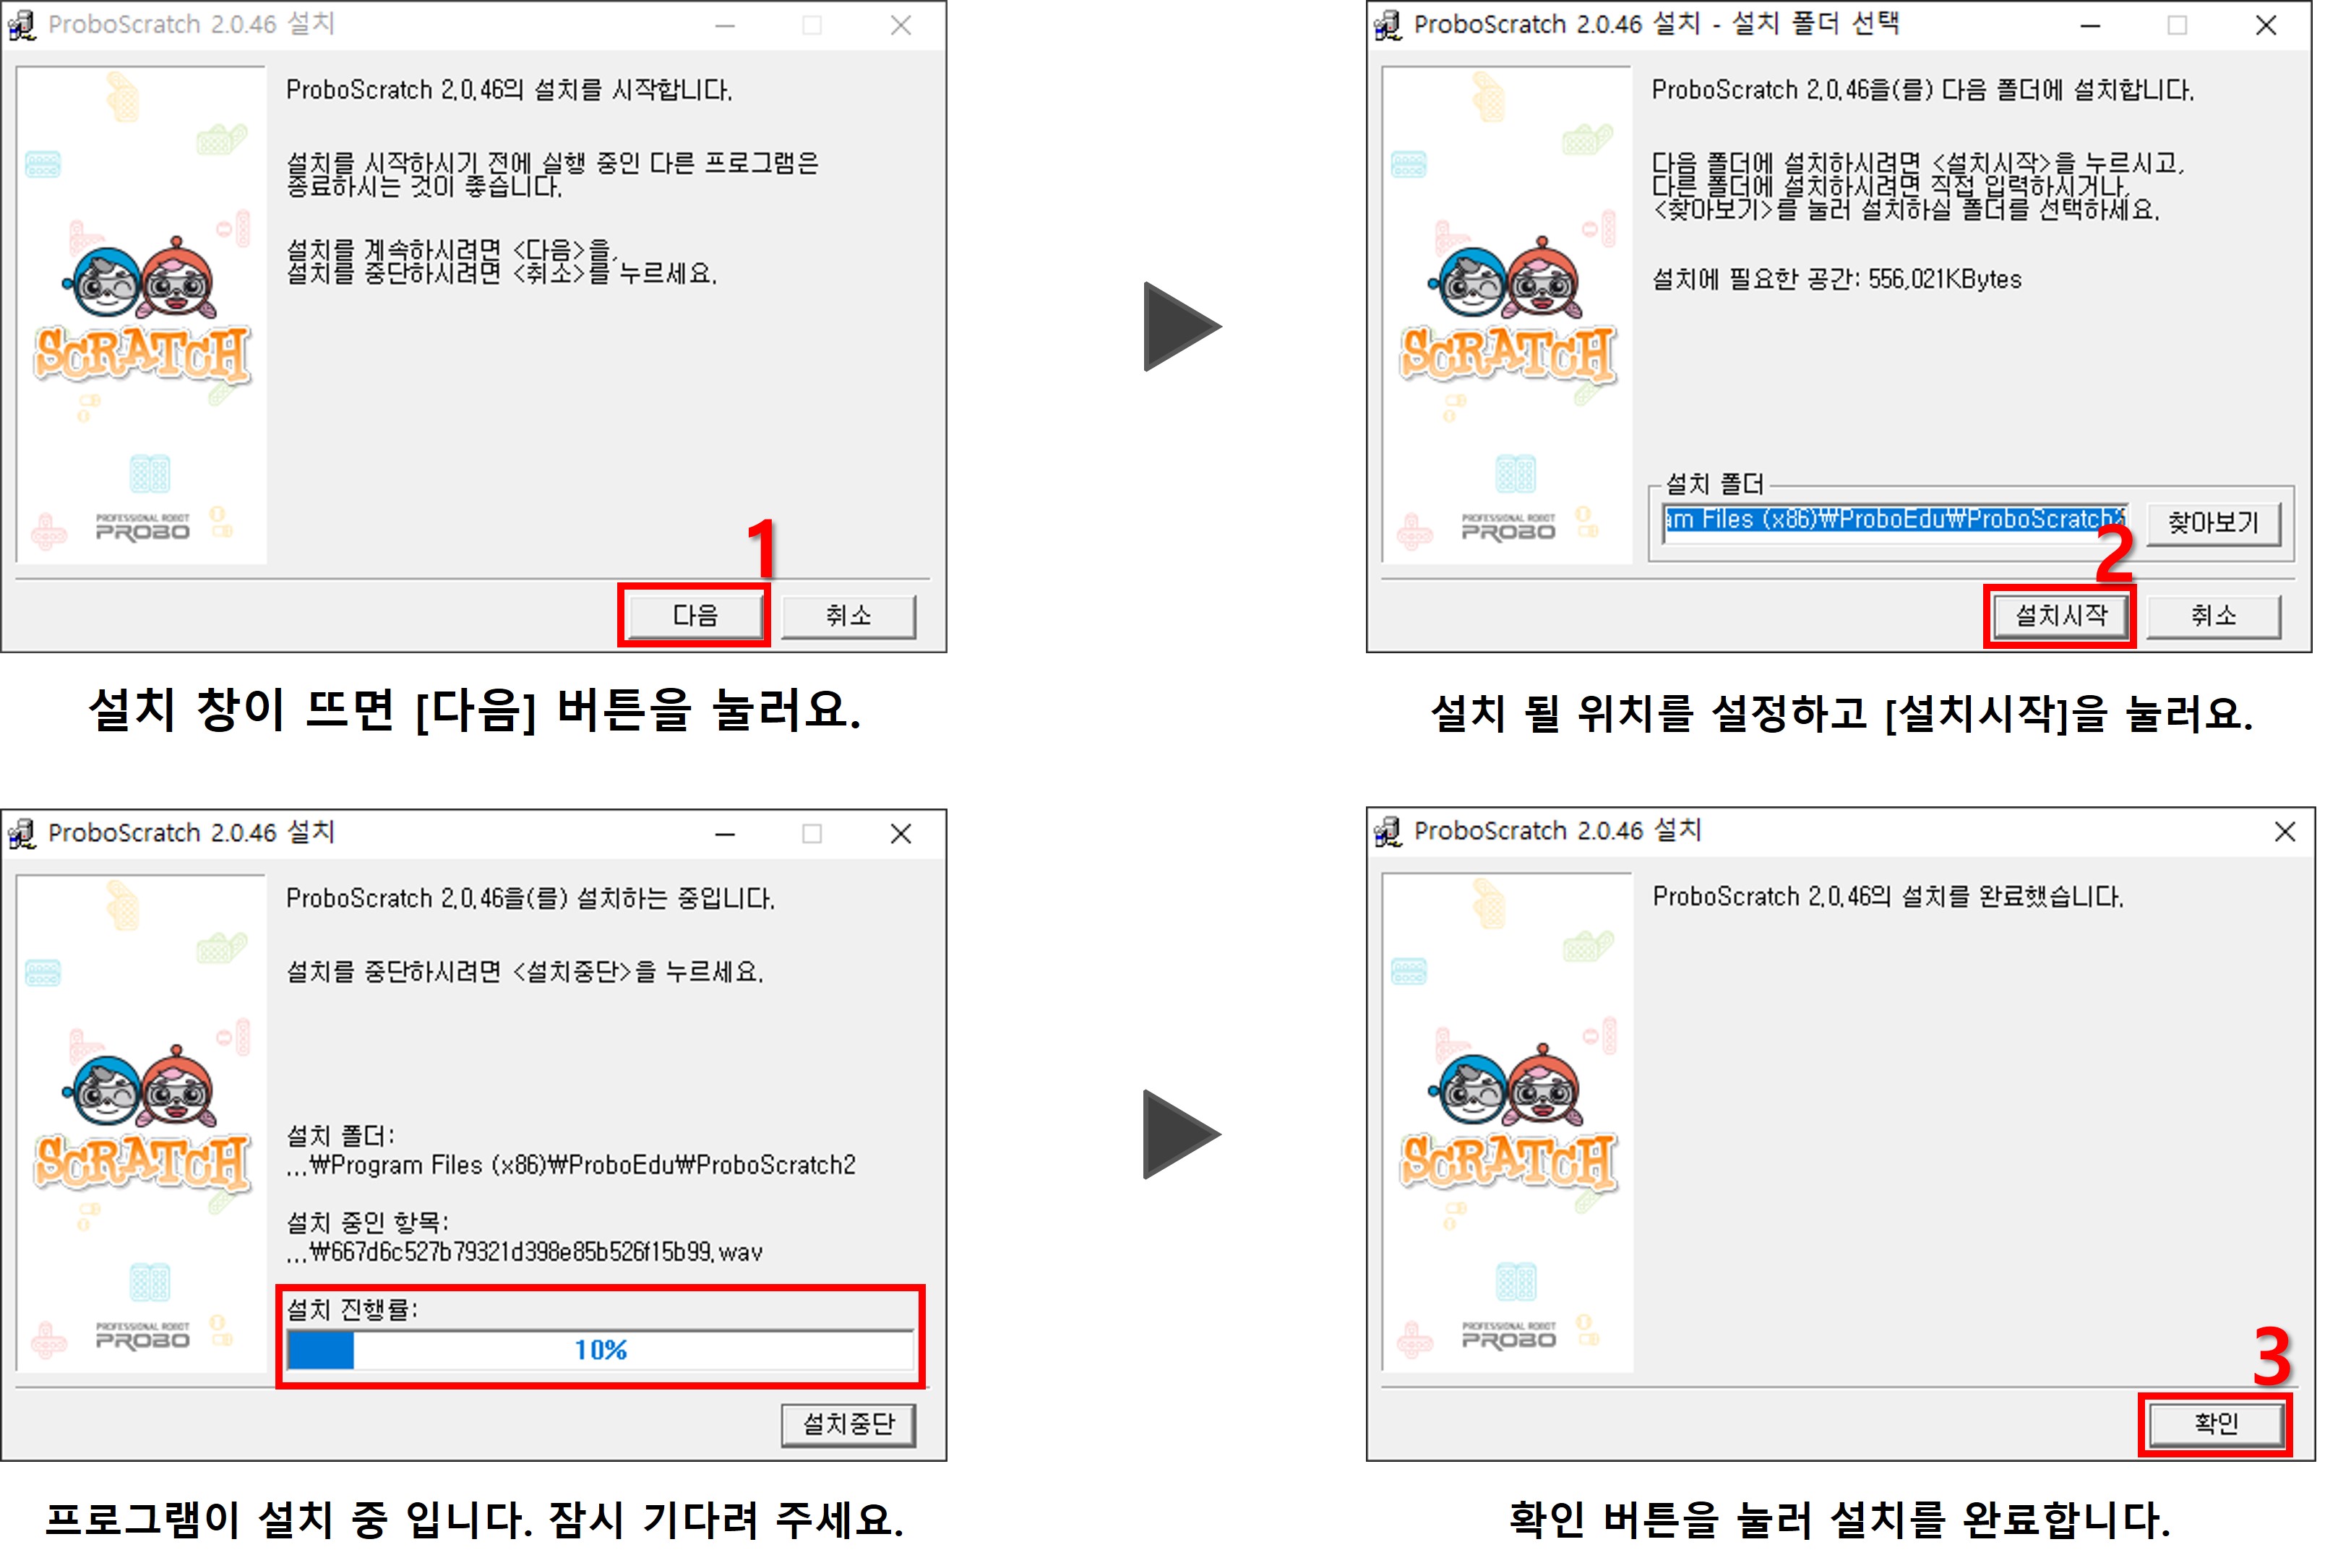 ProboScratch 2.0.46 설치
ProboScratch 2.0.46의 설치를 시작합니다.
설치를 시작하시기 전에 실행 중인 다른 프로그램은
종료하시는 것이 좋습니다.
설치를 계속하시려면 <다음>을,
설치를 중단하시려면 <취소>를 누르세요.
SCRATCH
PROFESSIONAL ROBOT
PROBO
1
다음
취소
설치 창이 뜨면 [다음] 버튼을 눌러요.
ProboScratch 2.0.46 설치 - 설치 폴더 선택
ProboScratch 2.0.46을(를) 다음 폴더에 설치합니다.
다음 폴더에 설치하시려면 <설치시작>을 누르시고,
다른 폴더에 설치하시려면 직접 입력하시거나,
<찾아보기>를 눌러 설치하실 폴더를 선택하세요.
설치에 필요한 공간: 556,021KBytes
SCRATCH
PROFESSIONAL ROBOT
PROBO
설치 폴더
am Files (x86)₩ProboEdu₩ProboScratch2
찾아보기
2
설치시작
취소
설치 될 위치를 설정하고 [설치시작]을 눌러요.
ProboScratch 2.0.46 설치
ProboScratch 2.0.46을(를) 설치하는 중입니다.
설치를 중단하시려면 <설치중단>을 누르세요.
SCRATCH
PROFESSIONAL ROBOT
PROBO
설치 폴더:
...₩Program Files (x86)₩ProboEdu₩ProboScratch2
설치 중인 항목:
...₩667d6c527b79321d398e85b526f15b99.wav
설치 진행률:
10%
설치중단
프로그램이 설치 중 입니다. 잠시 기다려 주세요.
ProboScratch 2.0.46 설치
ProboScratch 2.0.46의 설치를 완료했습니다.
SCRATCH
PROFESSIONAL ROBOT
PROBO
3
확인
확인 버튼을 눌러 설치를 완료합니다.